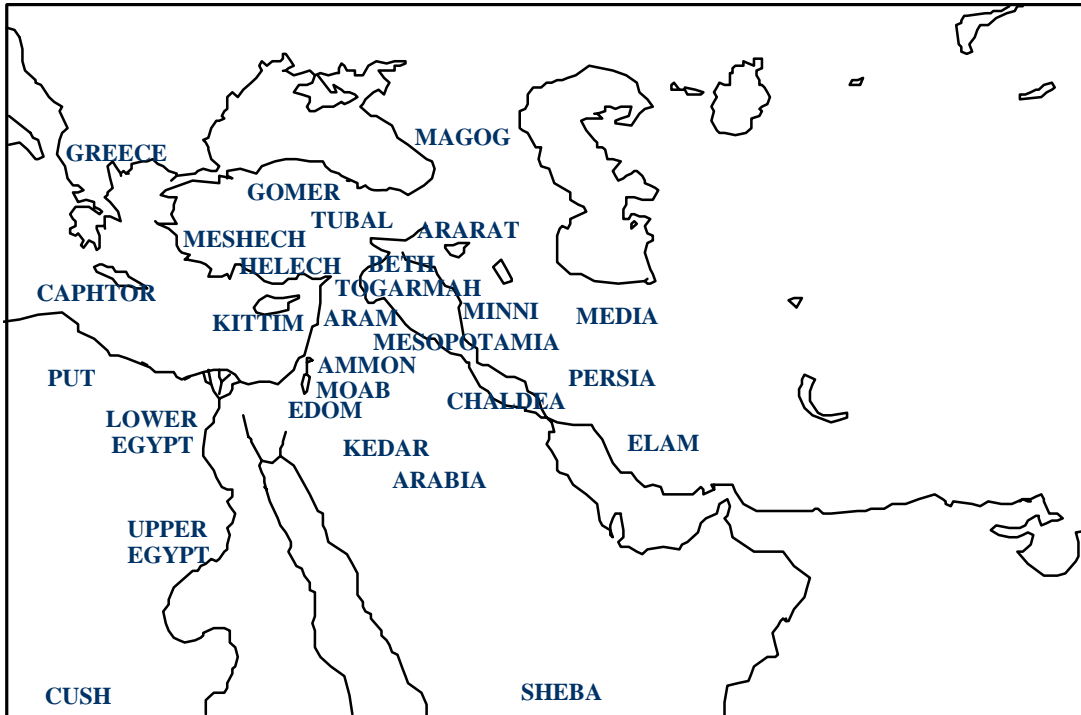 MAGOG
GREECE
GOMER
TUBAL
ARARAT
MESHECH
HELECH
BETH
TOGARMAH
CAPHTOR
KITTIM
ARAM
MINNI
MEDIA
MESOPOTAMIA
PUT
AMMON
MOAB
PERSIA
EDOM
CHALDEA
LOWER
EGYPT
KEDAR
ELAM
ARABIA
UPPER
EGYPT
CUSH
SHEBA